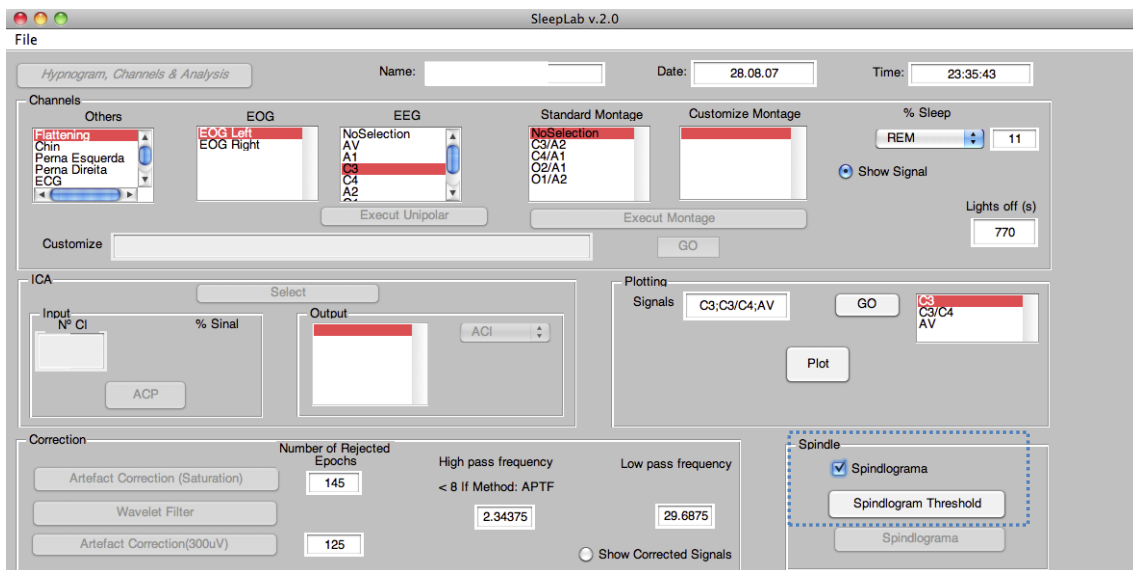 SleepLab v.2.0
File
Hypnogram, Channels & Analysis
Name:
Date:
28.08.07
Time:
23:35:43
Channels
Others
Flattening
Chin
Perna Esquerda
Perna Direita
ECG
EOG
EOG Left
EOG Right
EEG
NoSelection
AV
A1
C3
C4
A2
Standard Montage
NoSelection
C3/A2
C4/A1
O2/A1
O1/A2
Customize Montage
% Sleep
REM
11
Show Signal
Execut Unipolar
Execut Montage
Lights off (s)
770
Customize
GO
ICA
Select
Input
Nº CI
% Sinal
ACP
Output
ACI
Plotting
Signals
C3;C3/C4;AV
GO
C3
C3/C4
AV
Plot
Correction
Number of Rejected
Epochs
Artefact Correction (Saturation)
145
Wavelet Filter
Artefact Correction(300uV)
125
High pass frequency
< 8 If Method: APTF
2.34375
Low pass frequency
29.6875
Show Corrected Signals
Spindle
Spindlograma
Spindlogram Threshold
Spindlograma